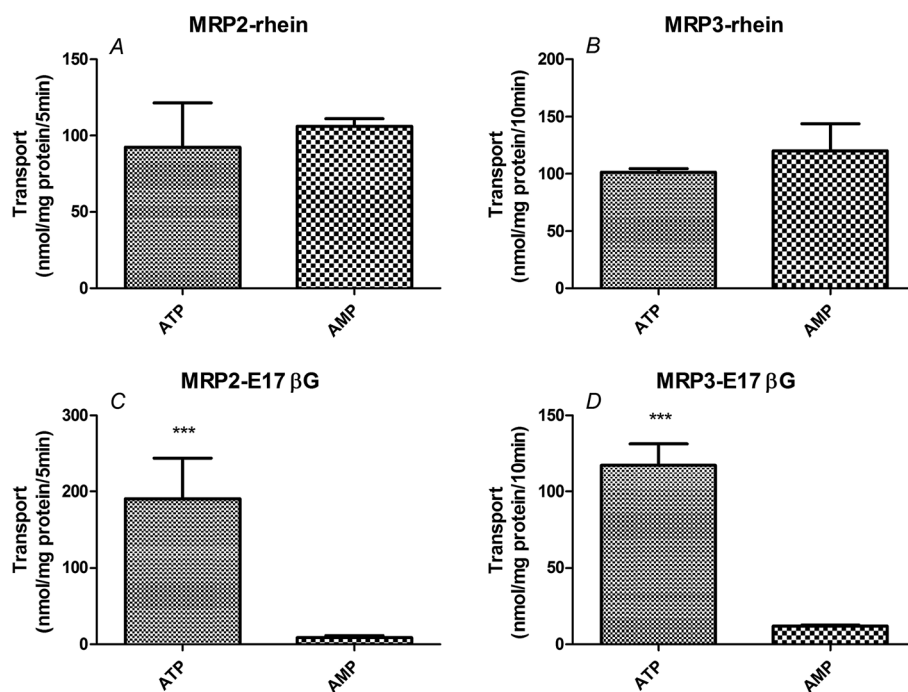 MRP2-rhein
A
Transport
(nmol/mg protein/5min)
150
100
50
0
ATP
AMP
MRP3-rhein
B
Transport
(nmol/mg protein/10min)
200
150
100
50
0
ATP
AMP
MRP2-E17 βG
C
Transport
(nmol/mg protein/5min)
300
200
100
0
***
ATP
AMP
MRP3-E17 βG
D
Transport
(nmol/mg protein/10min)
150
100
50
0
***
ATP
AMP